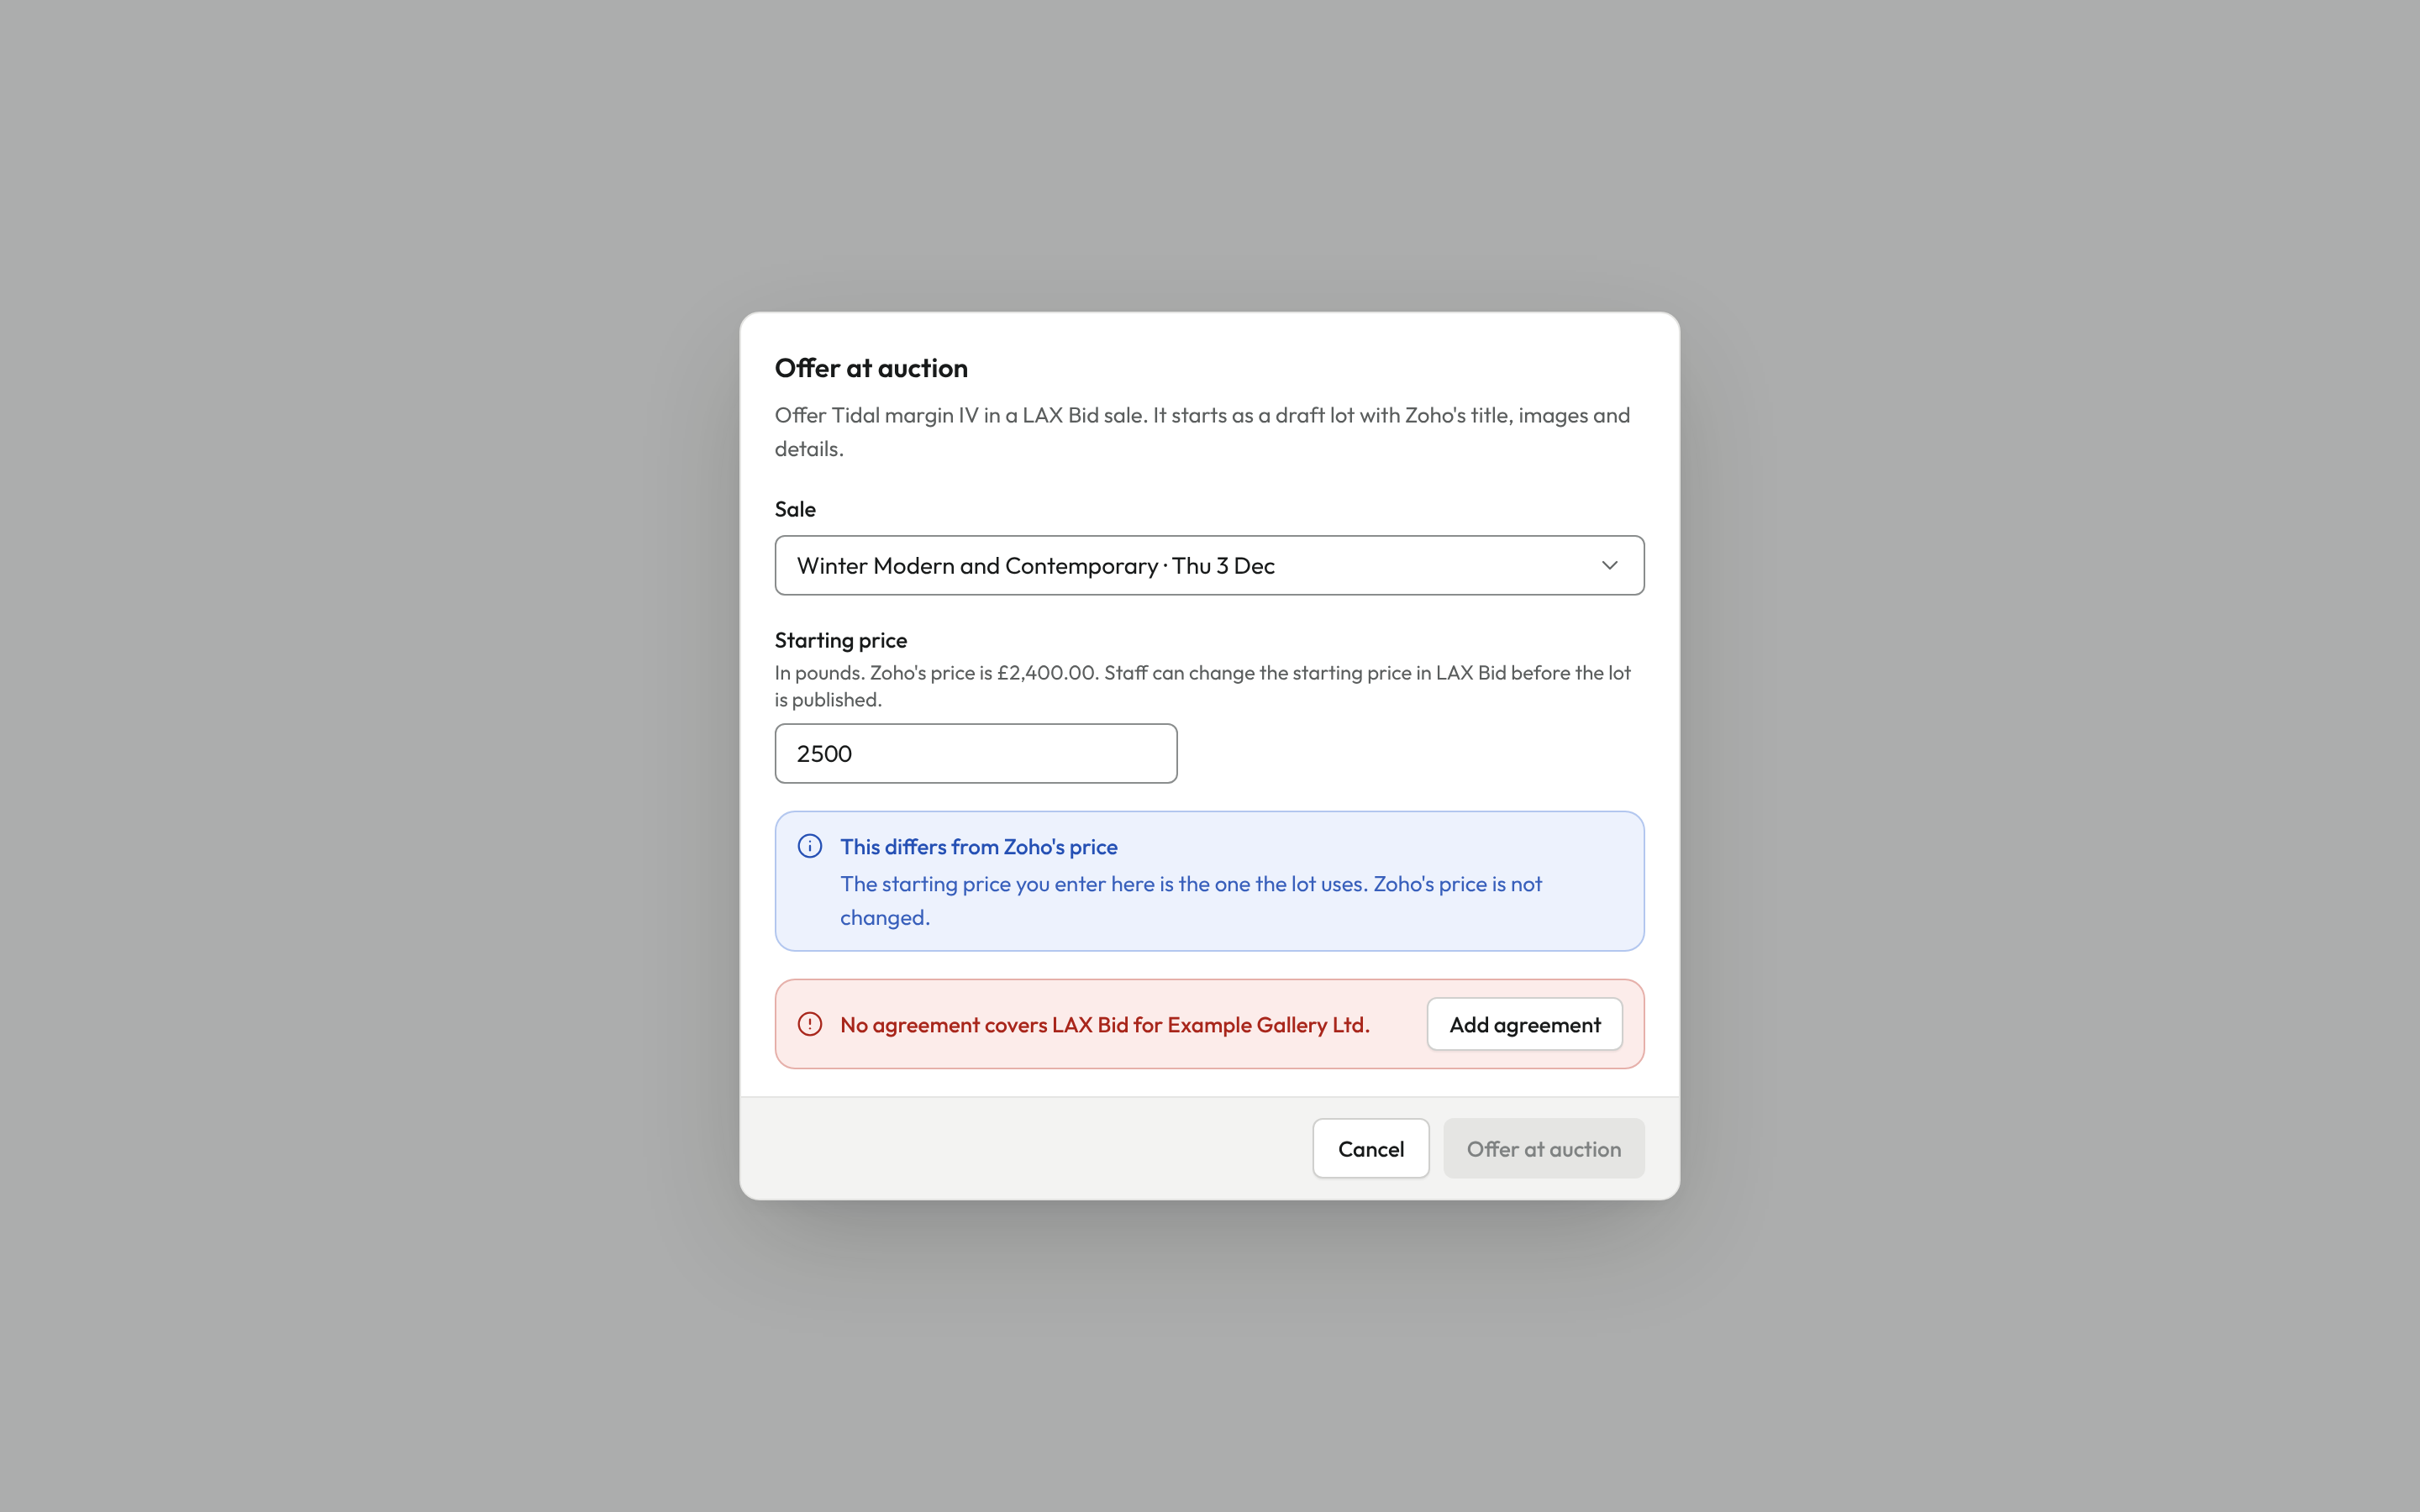 Offer at auction
Offer Tidal margin IV in a LAX Bid sale. It starts as a draft lot with Zoho's title, images and
details.
Sale
Winter Modern and Contemporary · Thu 3 Dec
Starting price
In pounds. Zoho's price is £2,400.00. Staff can change the starting price in LAX Bid before the lot
is published.
2500
This differs from Zoho's price
The starting price you enter here is the one the lot uses. Zoho's price is not
changed.
No agreement covers LAX Bid for Example Gallery Ltd.
Add agreement
Cancel
Offer at auction